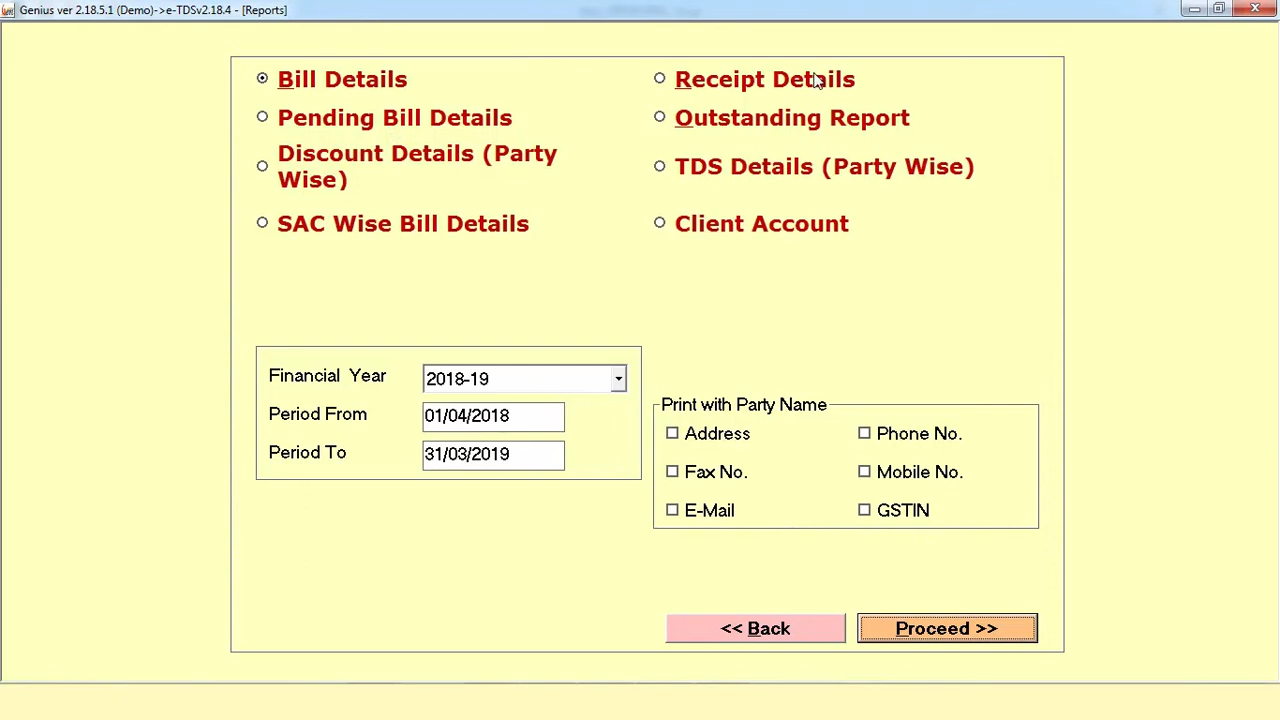 Genius ver 2.18.5.1 (Demo)->e-TDSv2.18.4 - [Reports]
Bill Details
Receipt Details
Pending Bill Details
Outstanding Report
Discount Details (Party
Wise)
TDS Details (Party Wise)
SAC Wise Bill Details
Client Account
Financial Year
2018-19
Period From
01/04/2018
Period To
31/03/2019
Print with Party Name
Address
Phone No.
Fax No.
Mobile No.
E-Mail
GSTIN
<< Back
Proceed >>